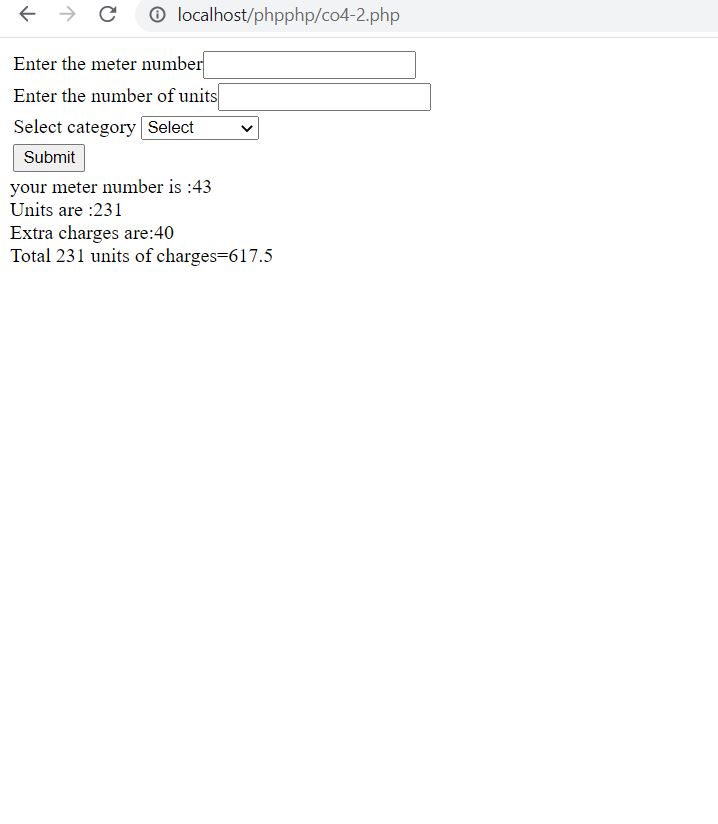 localhost/phpphp/co4-2.php
Enter the meter number
Enter the number of units
Select category Select
Submit
your meter number is :43
Units are :231
Extra charges are:40
Total 231 units of charges=617.5